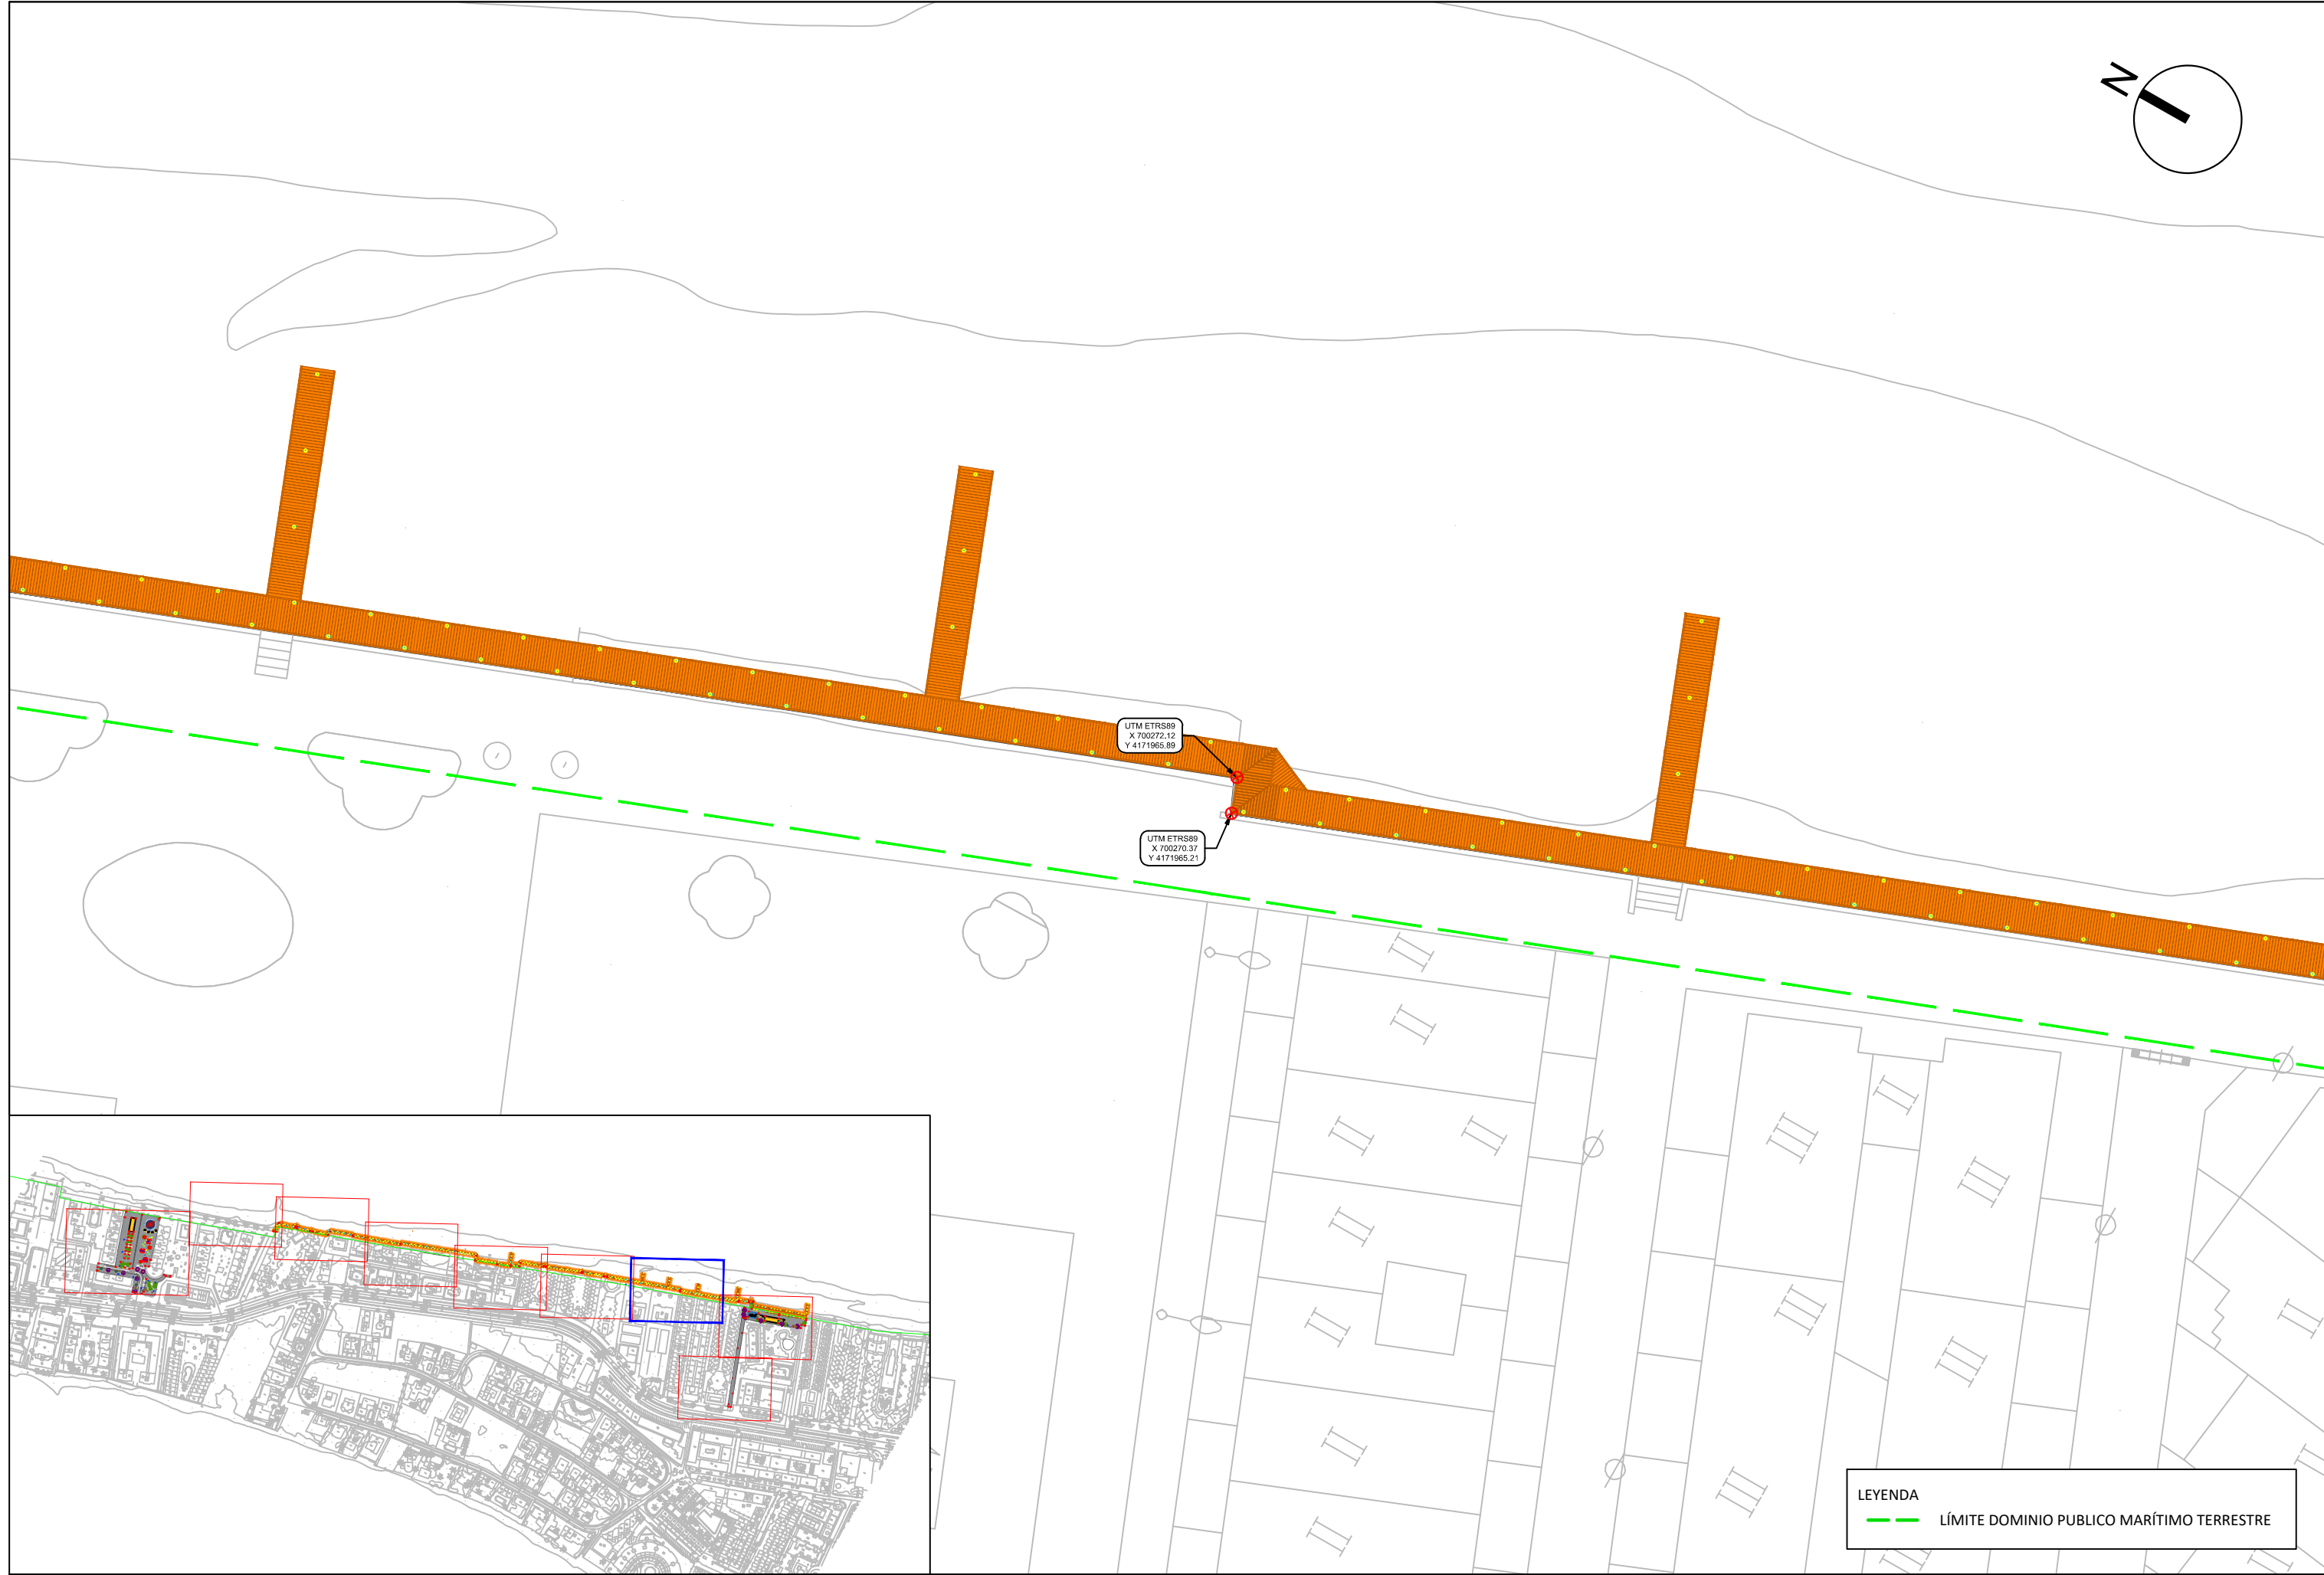 N
UTM ETRS89
X 700272.12
Y 4171965.89
UTM ETRS89
X 700270.37
Y 4171965.21
LEYENDA
LÍMITE DOMINIO PUBLICO MARÍTIMO TERRESTRE